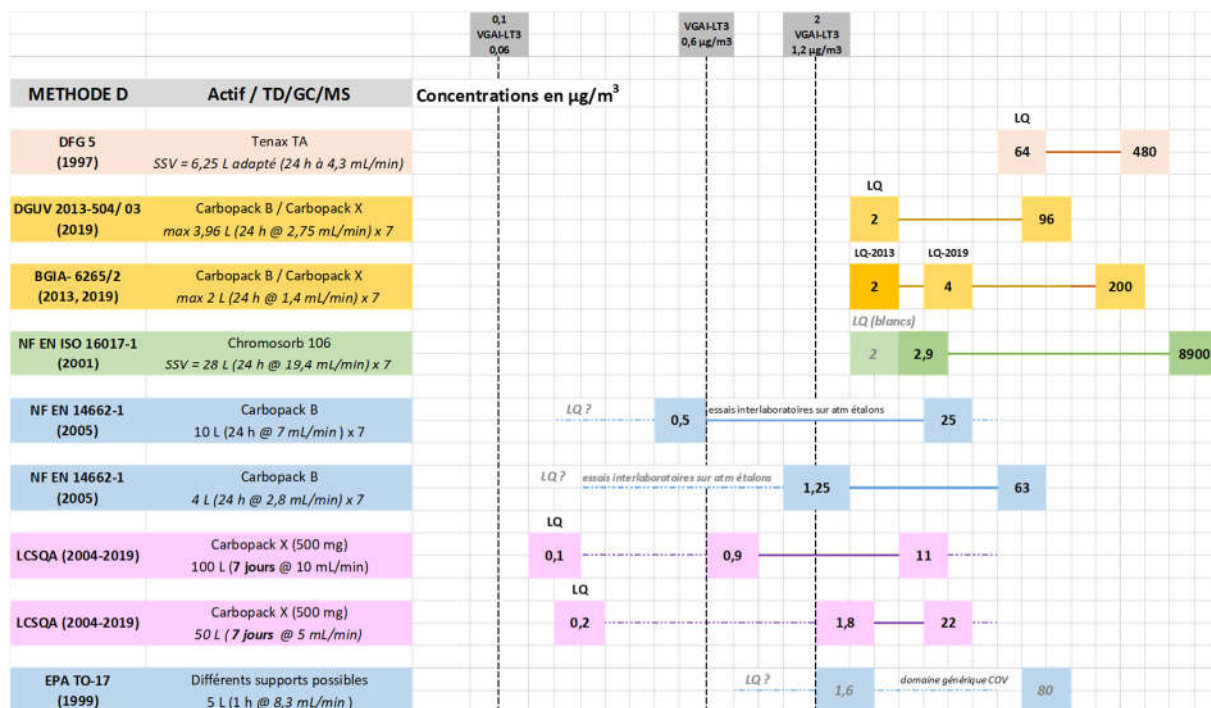 0,1
VGAI-LT3
0,06
VGAI-LT3
0,6 µg/m3
2
VGAI-LT3
1,2 µg/m3
METHODE D
Actif / TD/GC/MS
Concentrations en µg/m³
LQ
DFG 5
(1997)
Tenax TA
SSV = 6,25 L adapté (24 h à 4,3 mL/min)
64
480
LQ
DGUV 2013-504/ 03
(2019)
Carbopack B / Carbopack X
max 3,96 L (24 h @ 2,75 mL/min) x 7
2
96
LQ-2013
LQ-2019
BGIA- 6265/2
(2013, 2019)
Carbopack B / Carbopack X
max 2 L (24 h @ 1,4 mL/min) x 7
2
4
200
LQ (blancs)
NF EN ISO 16017-1
(2001)
Chromosorb 106
SSV = 28 L (24 h @ 19,4 mL/min) x 7
2
2,9
8900
NF EN 14662-1
(2005)
Carbopack B
10 L (24 h @ 7 mL/min ) x 7
LQ ?
0,5
essais interlaboratoires sur atm étalons
25
NF EN 14662-1
(2005)
Carbopack B
4 L (24 h @ 2,8 mL/min) x 7
LQ ?
essais interlaboratoires sur atm étalons
1,25
63
LQ
LCSQA (2004-2019)
Carbopack X (500 mg)
100 L (7 jours @ 10 mL/min)
0,1
0,9
11
LQ
LCSQA (2004-2019)
Carbopack X (500 mg)
50 L ( 7 jours @ 5 mL/min)
0,2
1,8
22
EPA TO-17
(1999)
Différents supports possibles
5 L (1 h @ 8,3 mL/min )
LQ ?
1,6
domaine générique COV
80